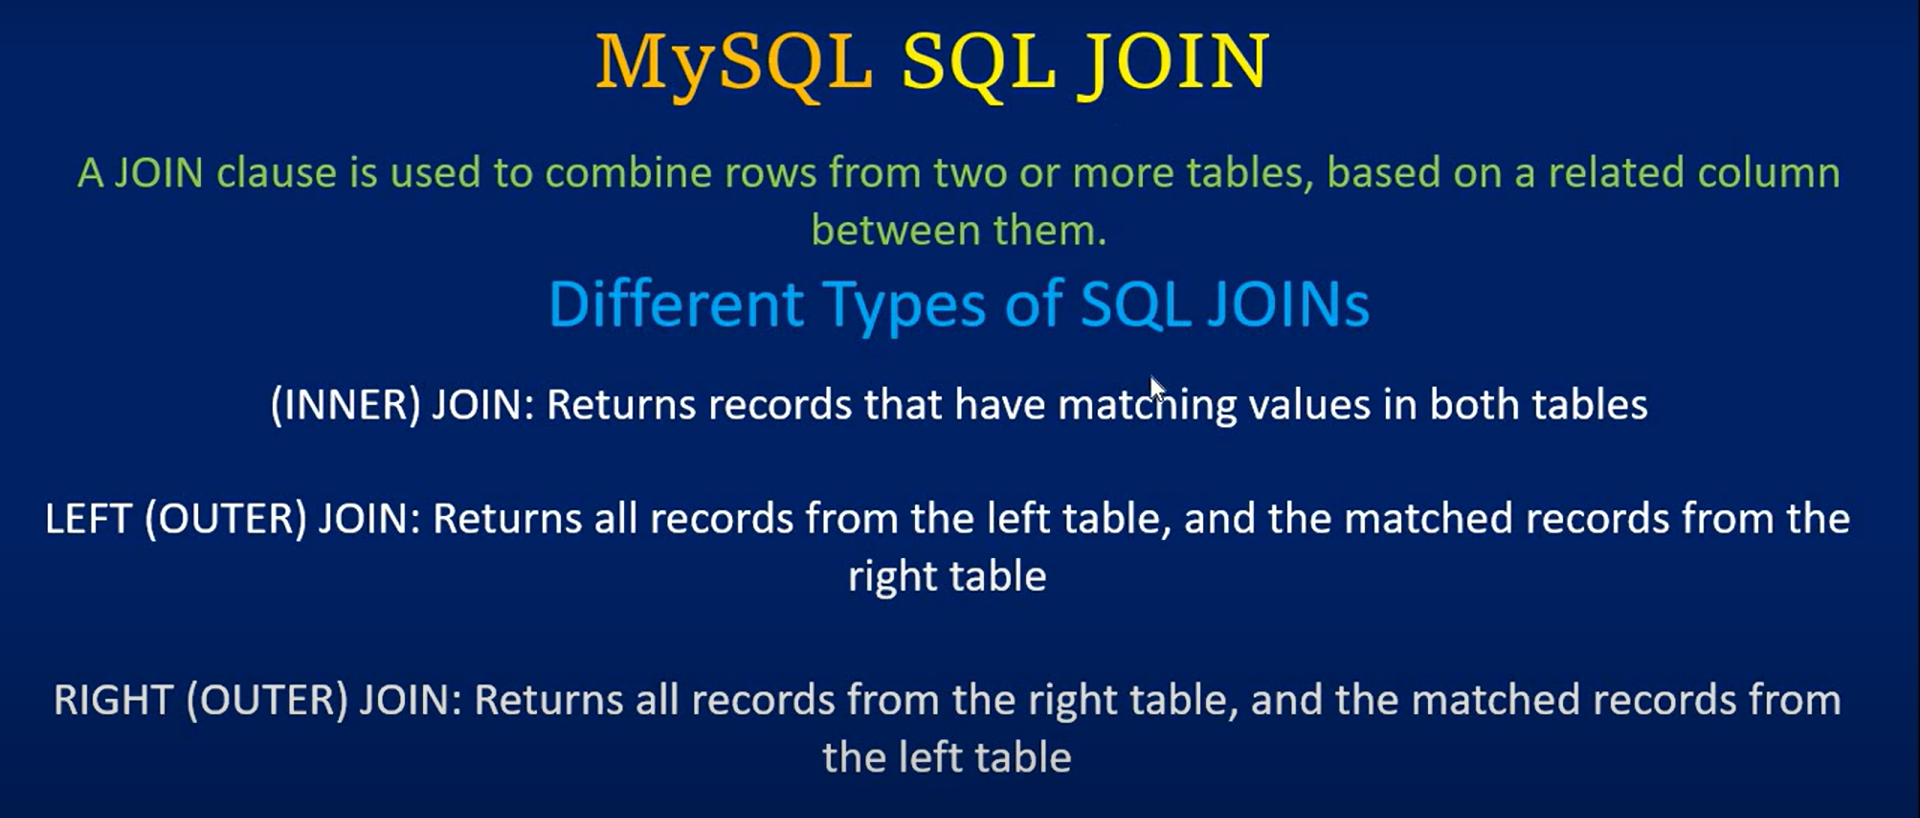 MySQL SQL JOIN
A JOIN clause is used to combine rows from two or more tables, based on a related column
between them.
Different Types of SQL JOINs
(INNER) JOIN: Returns records that have matching values in both tables
LEFT (OUTER) JOIN: Returns all records from the left table, and the matched records from the
right table
RIGHT (OUTER) JOIN: Returns all records from the right table, and the matched records from
the left table